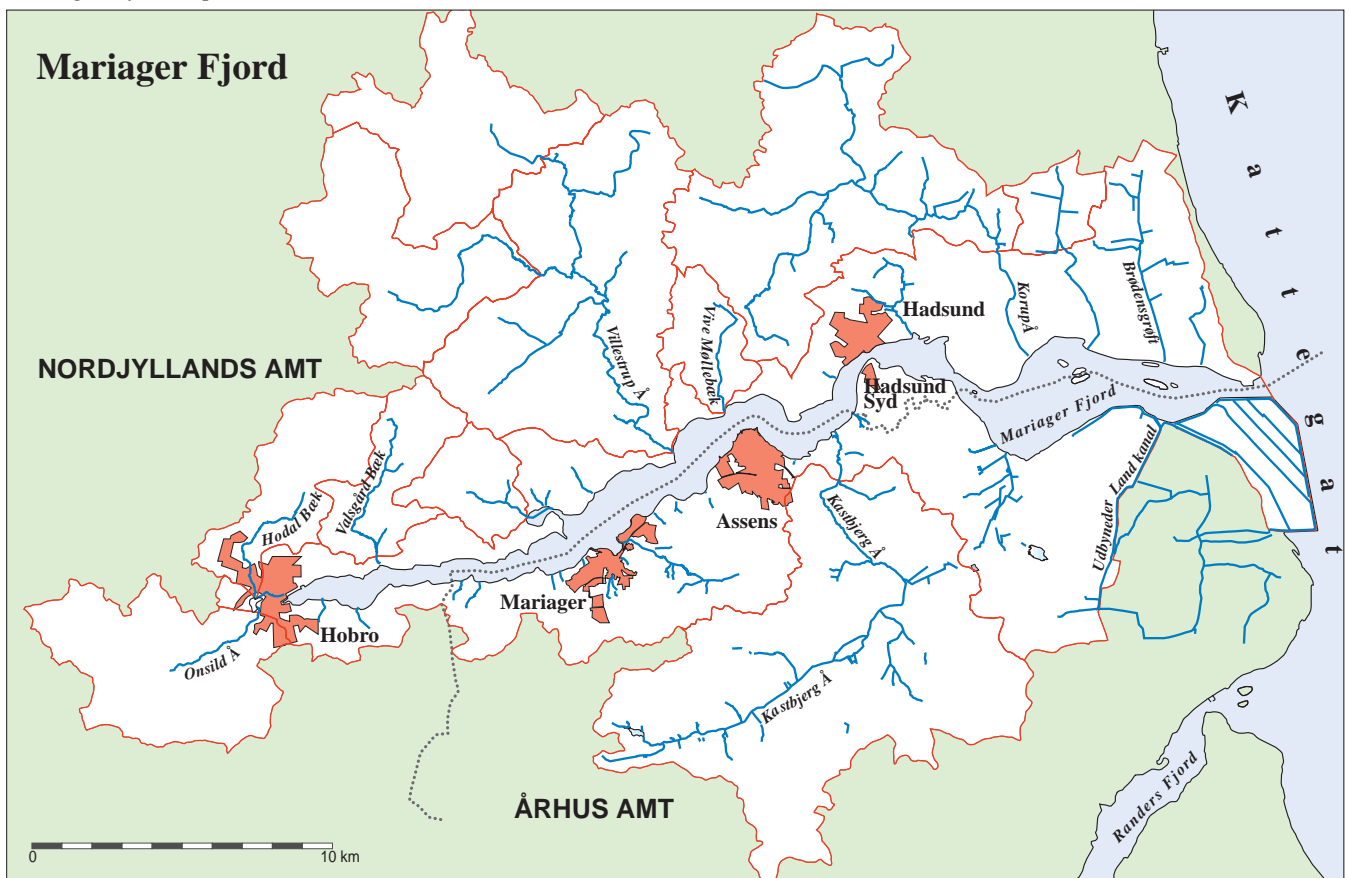 Mariager Fjord
Kattegat
NORDJYLLANDS AMT
Hadsund
Korup Å
Brødensgrøft
Vive Møllebæk
Villestrup Å
Hadsund
Syd
Mariager Fjord
Valsgård Bæk
Hodal Bæk
Assens
Kastbjerg Å
Udbyneder Land kanal
Mariager
Hobro
Onsild Å
Kastbjerg Å
Randers Fjord
ÅRHUS AMT
0 10 km